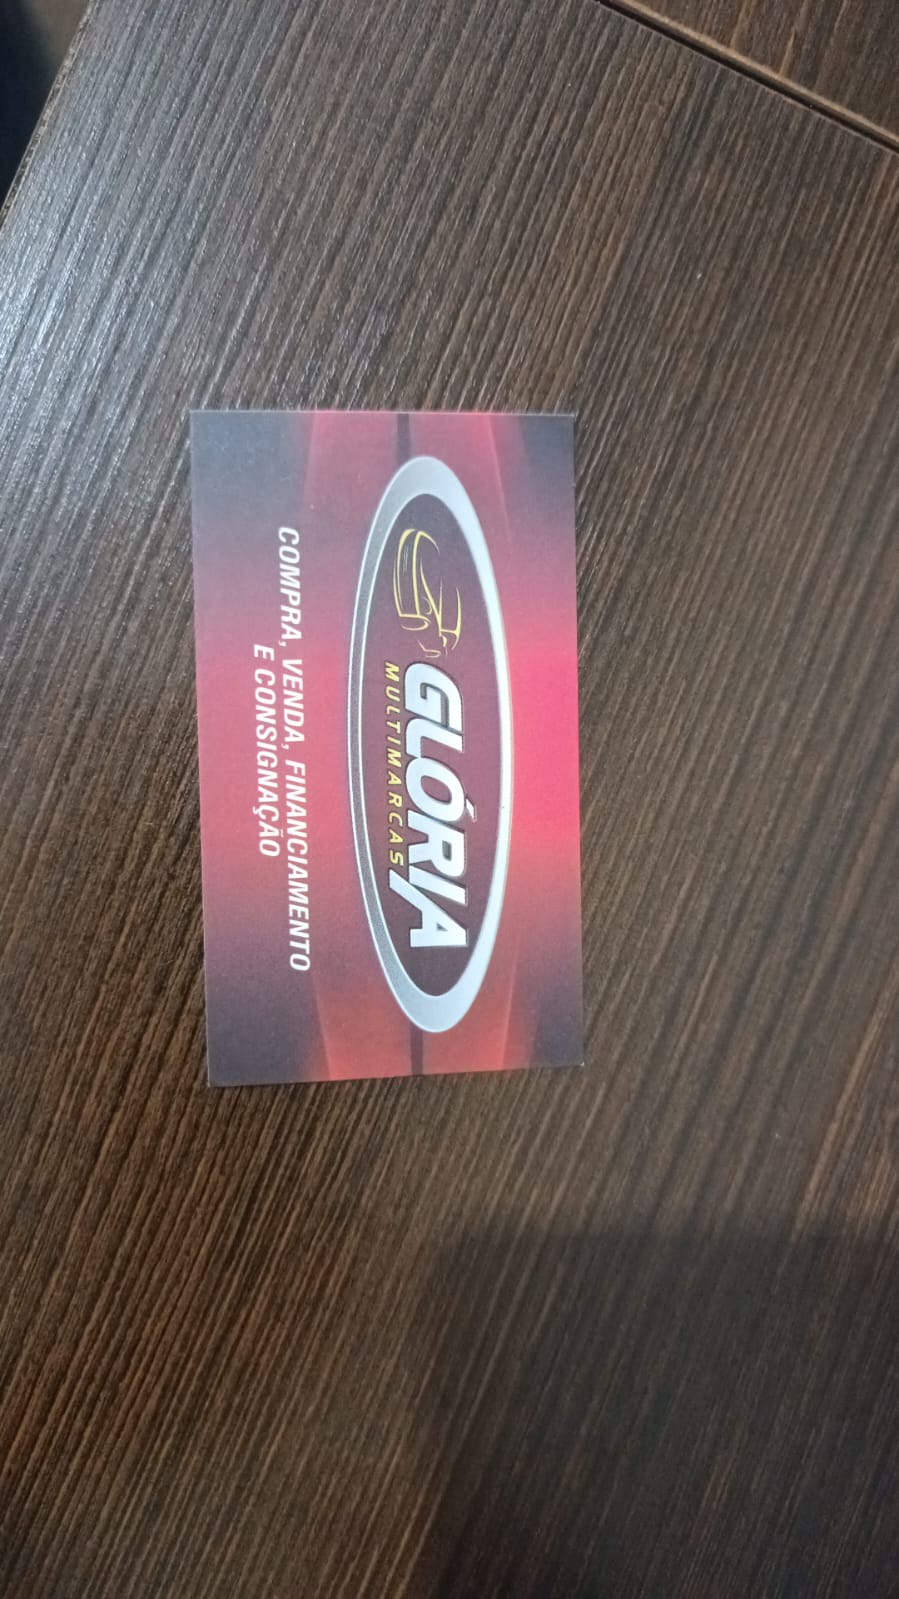 GLÓRIA
MULTIMARCAS
COMPRA, VENDA, FINANCIAMENTO
E CONSIGNAÇÃO